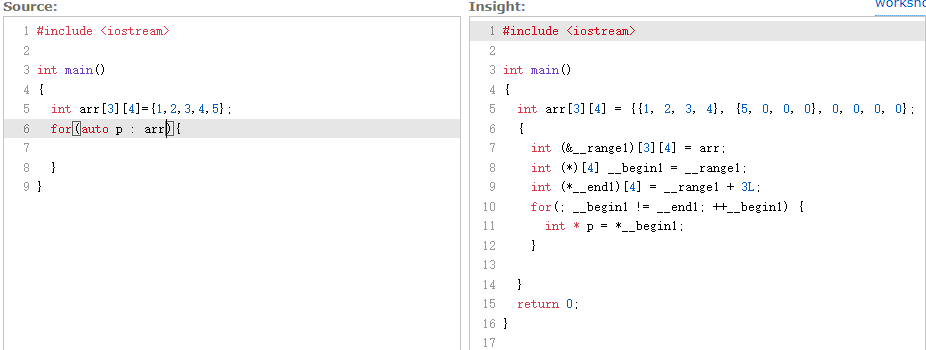 Source:
1 #include <iostream>
2
3 int main()
4 {
5   int arr[3][4]={1,2,3,4,5};
6   for(auto p : arr){
7
8   }
9 }
Insight:
1 #include <iostream>
2
3 int main()
4 {
5   int arr[3][4] = {{1, 2, 3, 4}, {5, 0, 0, 0}, 0, 0, 0, 0};
6   {
7     int (&__range1)[3][4] = arr;
8     int (*)[4] __begin1 = __range1;
9     int (*__end1)[4] = __range1 + 3L;
10     for(; __begin1 != __end1; ++__begin1) {
11       int * p = *__begin1;
12     }
13
14   }
15   return 0;
16 }
17